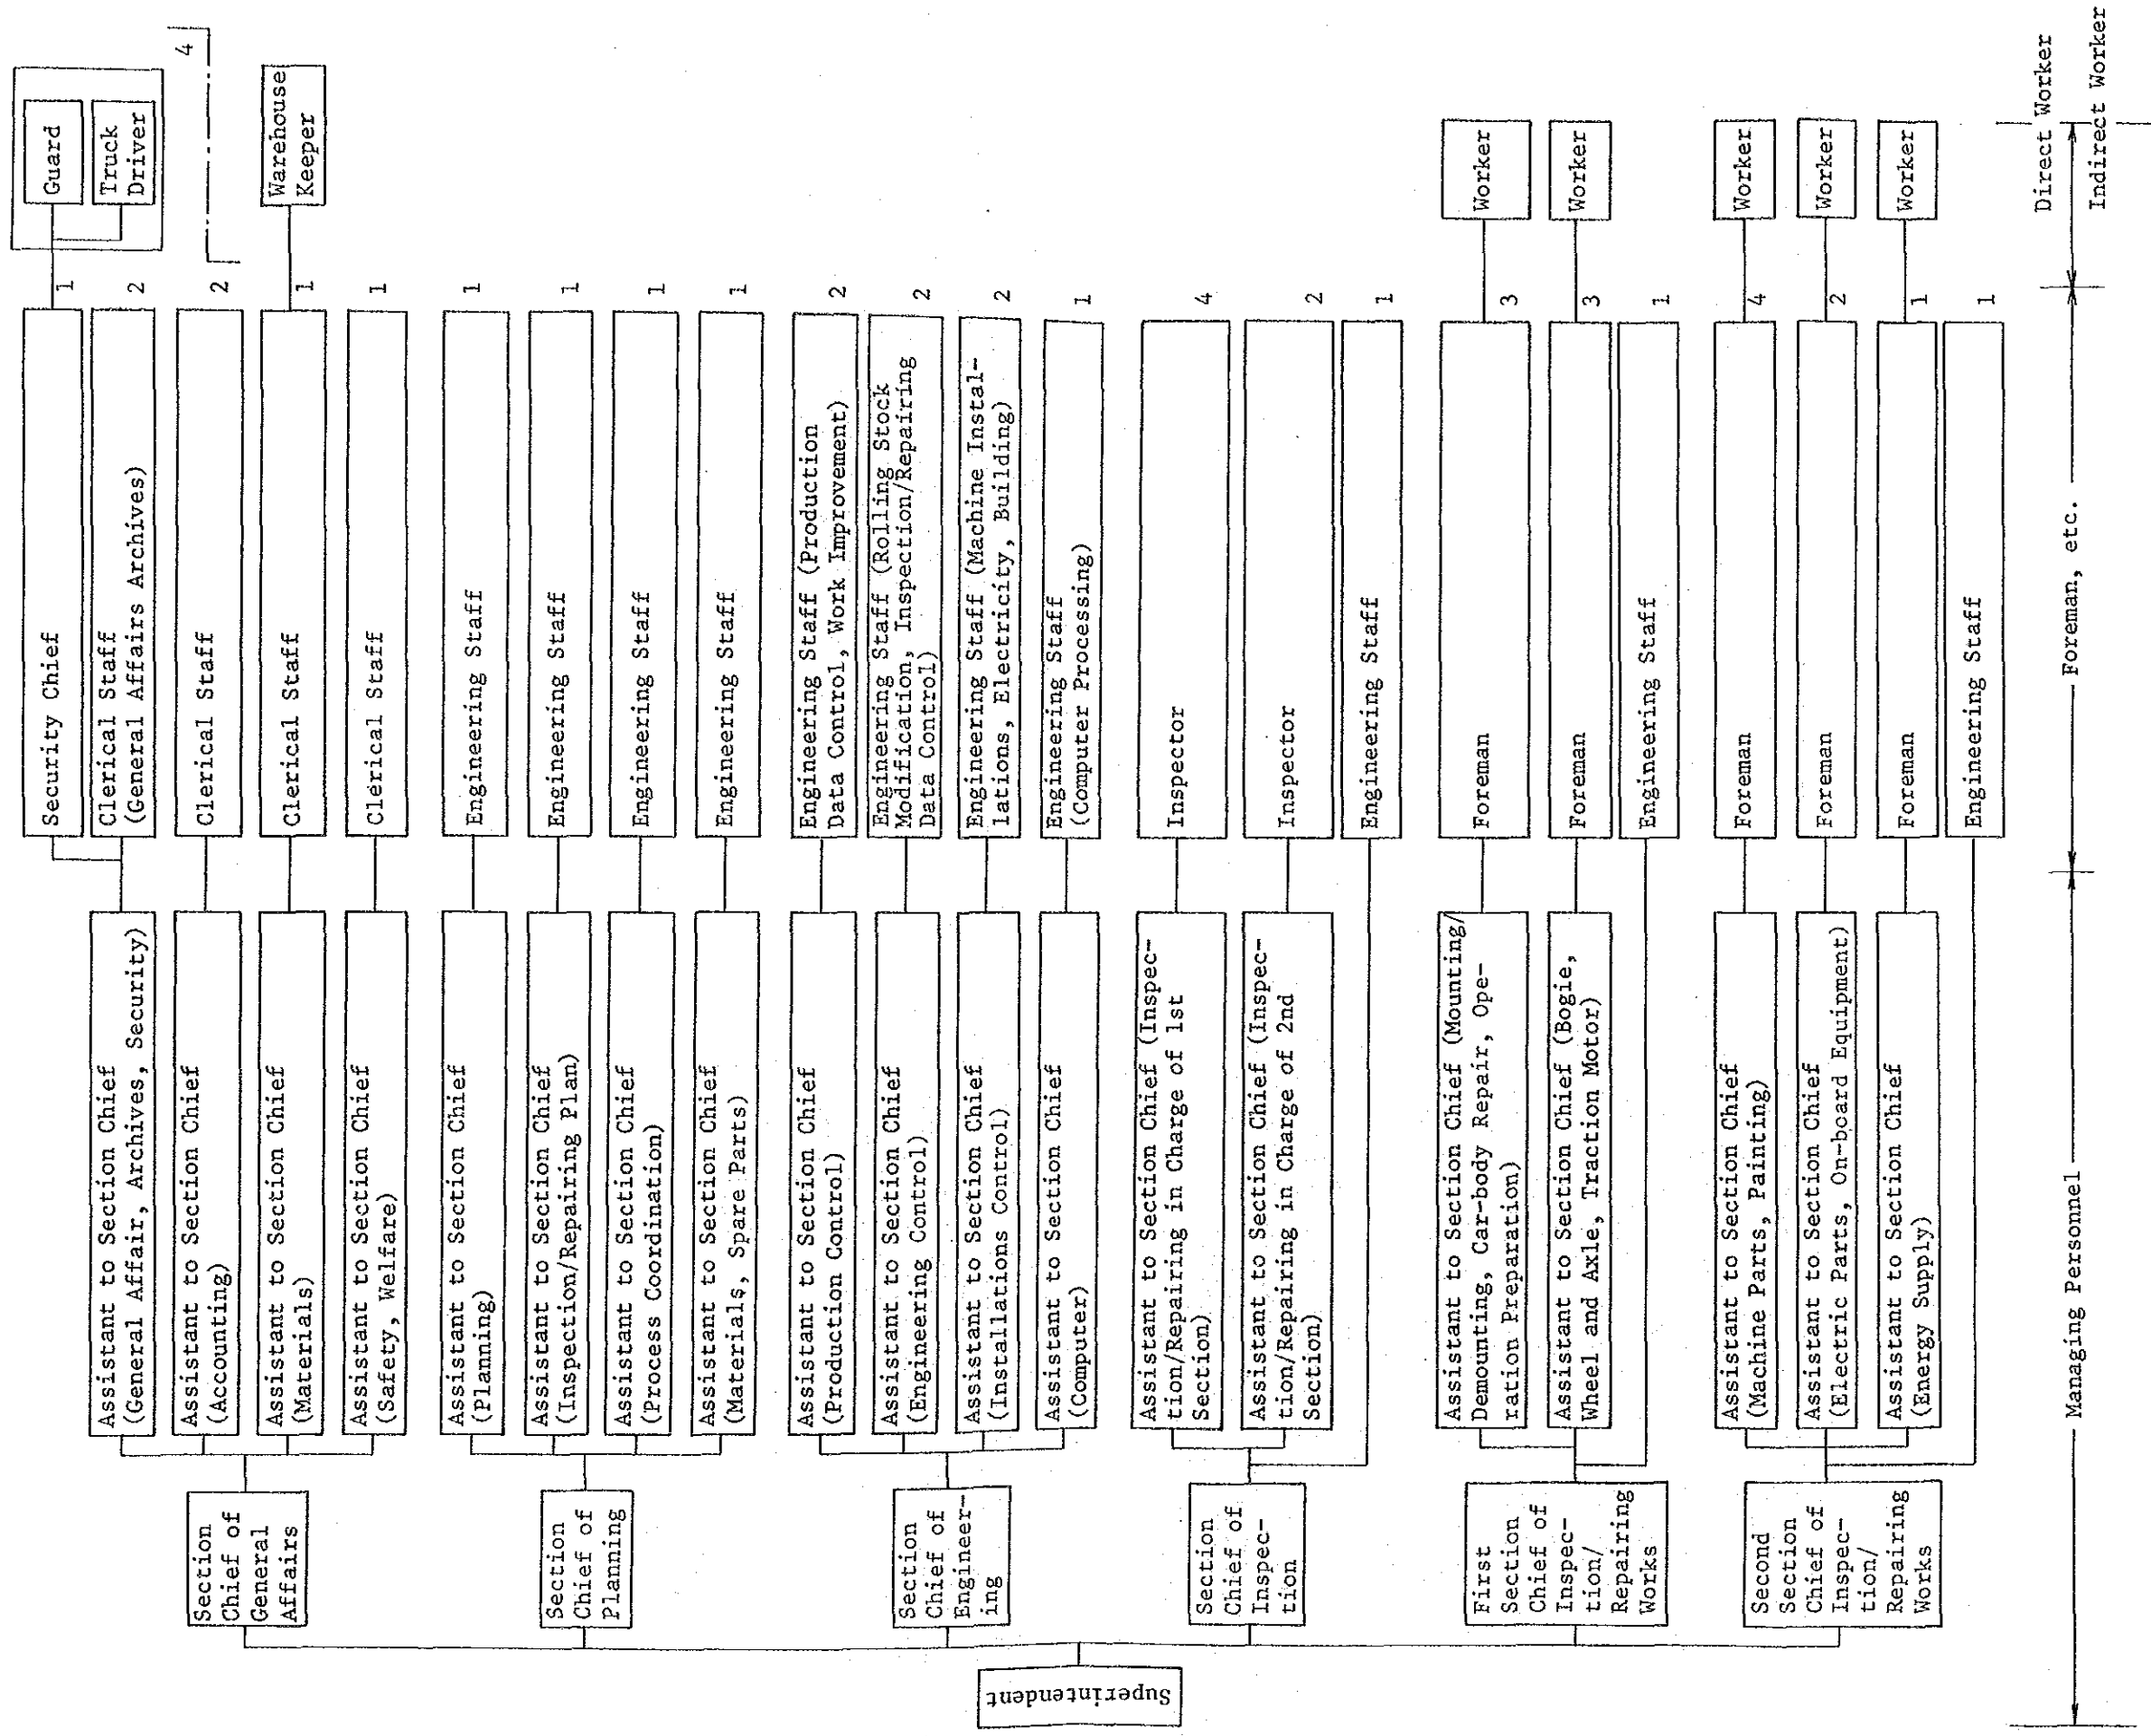 Superintendent
Section
Chief of
General
Affairs
Assistant to Section Chief
(General Affair, Archives, Security)
Security Chief
1
Guard
Truck
Driver
Clerical Staff
(General Affairs Archives)
2
4
Assistant to Section Chief
(Accounting)
Clerical Staff
2
Assistant to Section Chief
(Materials)
Clerical Staff
1
Warehouse
Keeper
Assistant to Section Chief
(Safety, Welfare)
Clerical Staff
1
Section
Chief of
Planning
Assistant to Section Chief
(Planning)
Engineering Staff
1
Assistant to Section Chief
(Inspection/Repairing Plan)
Engineering Staff
1
Assistant to Section Chief
(Process Coordination)
Engineering Staff
1
Assistant to Section Chief
(Materials, Spare Parts)
Engineering Staff
1
Section
Chief of
Engineer-
ing
Assistant to Section Chief
(Production Control)
Engineering Staff (Production
Data Control, Work Improvement)
2
Assistant to Section Chief
(Engineering Control)
Engineering Staff (Rolling Stock
Modification, Inspection/Repairing
Data Control)
2
Assistant to Section Chief
(Installations Control)
Engineering Staff (Machine Instal-
lations, Electricity, Building)
2
Assistant to Section Chief
(Computer)
Engineering Staff
(Computer Processing)
1
Section
Chief of
Inspec-
tion
Assistant to Section Chief (Inspec-
tion/Repairing in Charge of 1st
Section)
Inspector
4
Assistant to Section Chief (Inspec-
tion/Repairing in Charge of 2nd
Section)
Inspector
2
Engineering Staff
1
First
Section
Chief of
Inspec-
tion/
Repairing
Works
Assistant to Section Chief (Mounting/
Demounting, Car-body Repair, Ope-
ration Preparation)
Foreman
3
Worker
Assistant to Section Chief (Bogie,
Wheel and Axle, Traction Motor)
Foreman
3
Worker
Engineering Staff
1
Second
Section
Chief of
Inspec-
tion/
Repairing
Works
Assistant to Section Chief
(Machine Parts, Painting)
Foreman
4
Worker
Assistant to Section Chief
(Electric Parts, On-board Equipment)
Foreman
2
Worker
Assistant to Section Chief
(Energy Supply)
Foreman
1
Worker
Engineering Staff
1
Managing Personnel
Foreman, etc.
Direct Worker
Indirect Worker